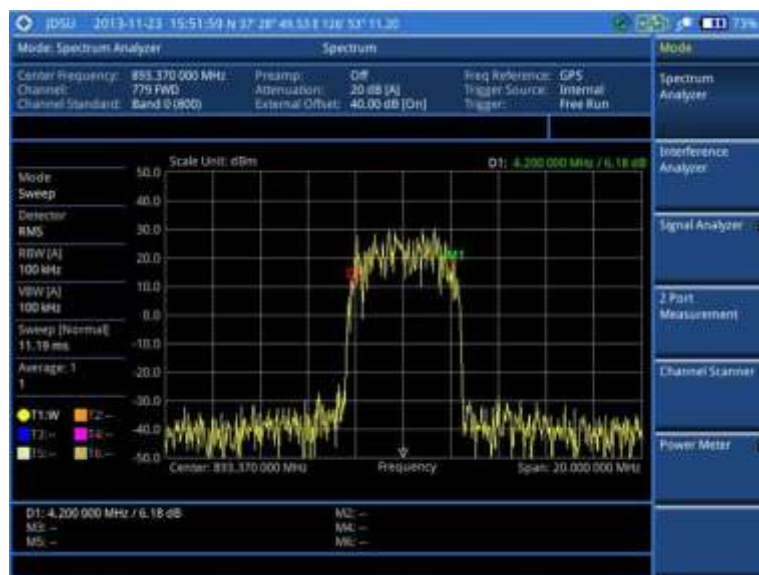 JDSU 2013-11-23 15:51:59 N 37° 28' 49.53 E 126° 53' 11.20 73%
Mode: Spectrum Analyzer Spectrum Mode
Center Frequency: 893.370 000 MHz Preamp: Off Freq Reference: GPS
Channel: 779 FWD Attenuation: 20 dB [A] Trigger Source: Internal
Channel Standard: Band 0 (800) External Offset: 40.00 dB [On] Trigger: Free Run
Spectrum
Analyzer
Interference
Analyzer
Signal Analyzer
2 Port
Measurement
Channel Scanner
Power Meter
Scale Unit: dBm D1: 4.200 000 MHz / 6.18 dB
Mode
Sweep
Detector
RMS
RBW [A]
100 kHz
VBW [A]
100 kHz
Sweep [Normal]
11.19 ms
Average: 1
1
T1:W T2:--
T3:-- T4:--
T5:-- T6:--
50.0
40.0
30.0
20.0
10.0
0.0
-10.0
-20.0
-30.0
-40.0
-50.0
M1
Center: 893.370 000 MHz Frequency Span: 20.000 000 MHz
D1: 4.200 000 MHz / 6.18 dB M2: --
M3: -- M4: --
M5: -- M6: --